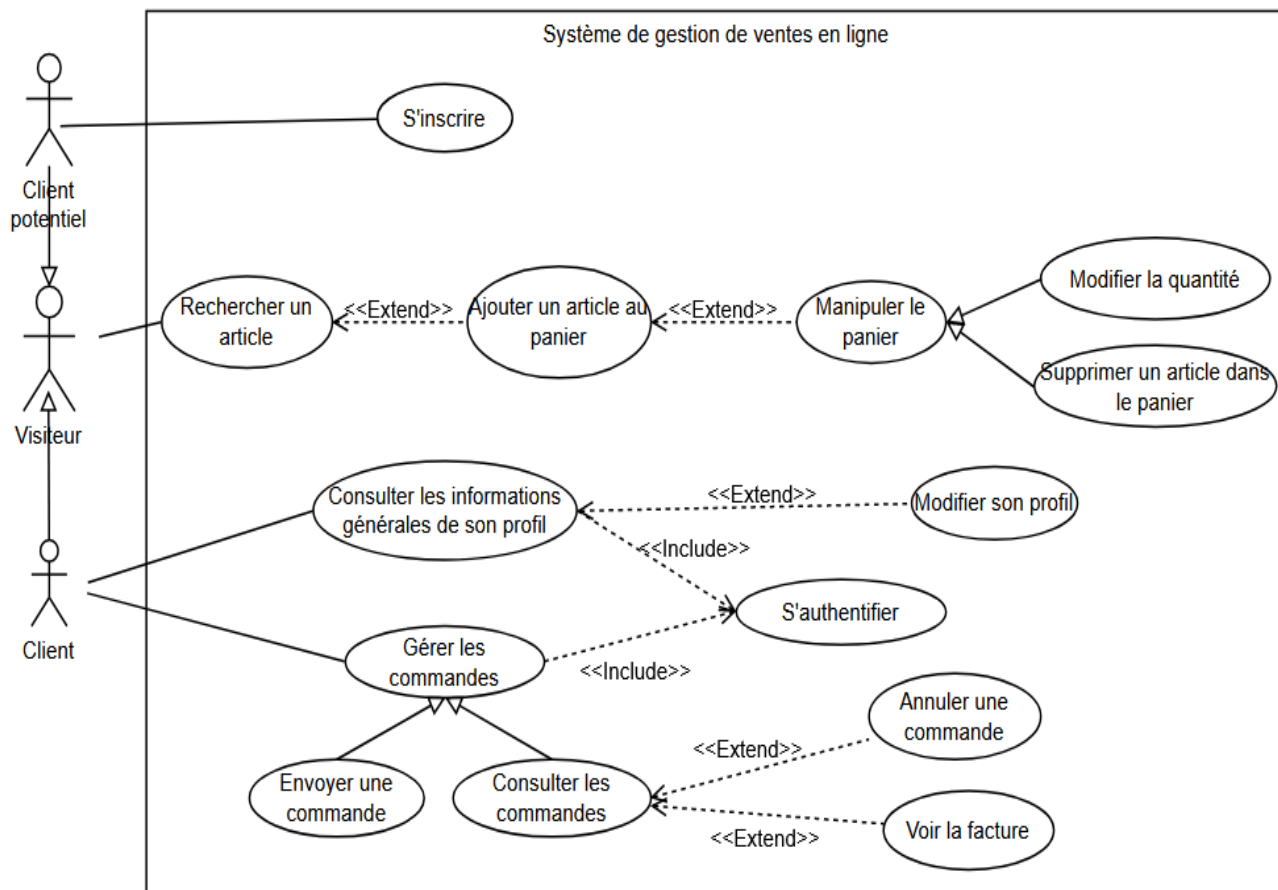 Système de gestion de ventes en ligne
S'inscrire
Client
potentiel
Rechercher un
article
<<Extend>>
Ajouter un article au
panier
<<Extend>>
Manipuler le
panier
Modifier la quantité
Supprimer un article dans
le panier
Visiteur
Consulter les informations
générales de son profil
<<Extend>>
Modifier son profil
<<Include>>
S'authentifier
Client
Gérer les
commandes
<<Include>>
Envoyer une
commande
Consulter les
commandes
<<Extend>>
Annuler une
commande
<<Extend>>
Voir la facture